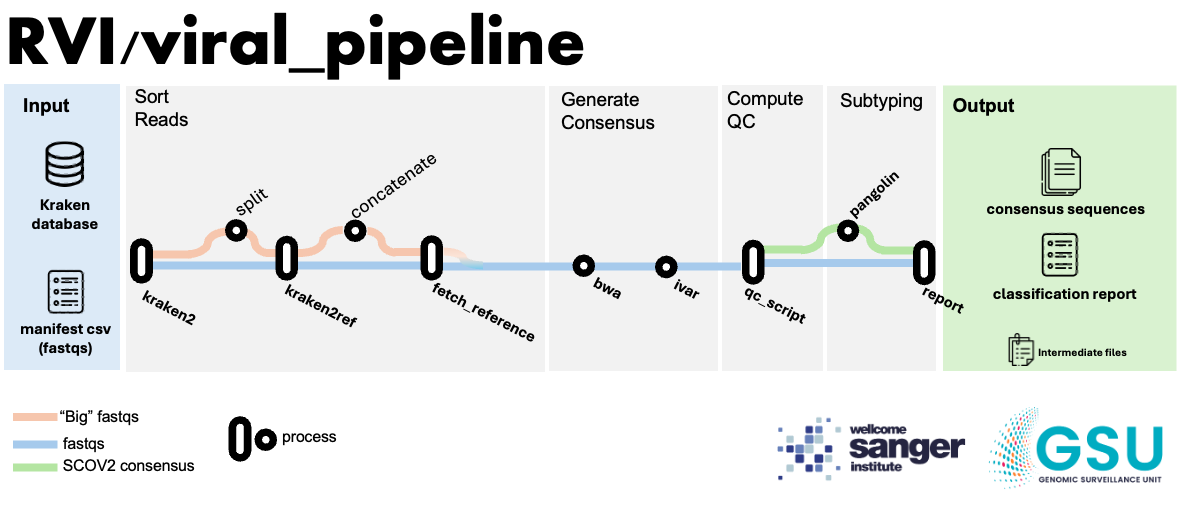 RVI/viral_pipeline
Input
Kraken
database
manifest csv
(fastqs)
Sort
Reads
split
concatenate
kraken2
kraken2ref
fetch_reference
Generate
Consensus
bwa
ivar
Compute
QC
qc_script
Subtyping
pangolin
report
Output
consensus sequences
classification report
Intermediate files
“Big” fastqs
fastqs
SCOV2 consensus
process
wellcome
sanger
institute
GSU
GENOMIC SURVEILLANCE UNIT